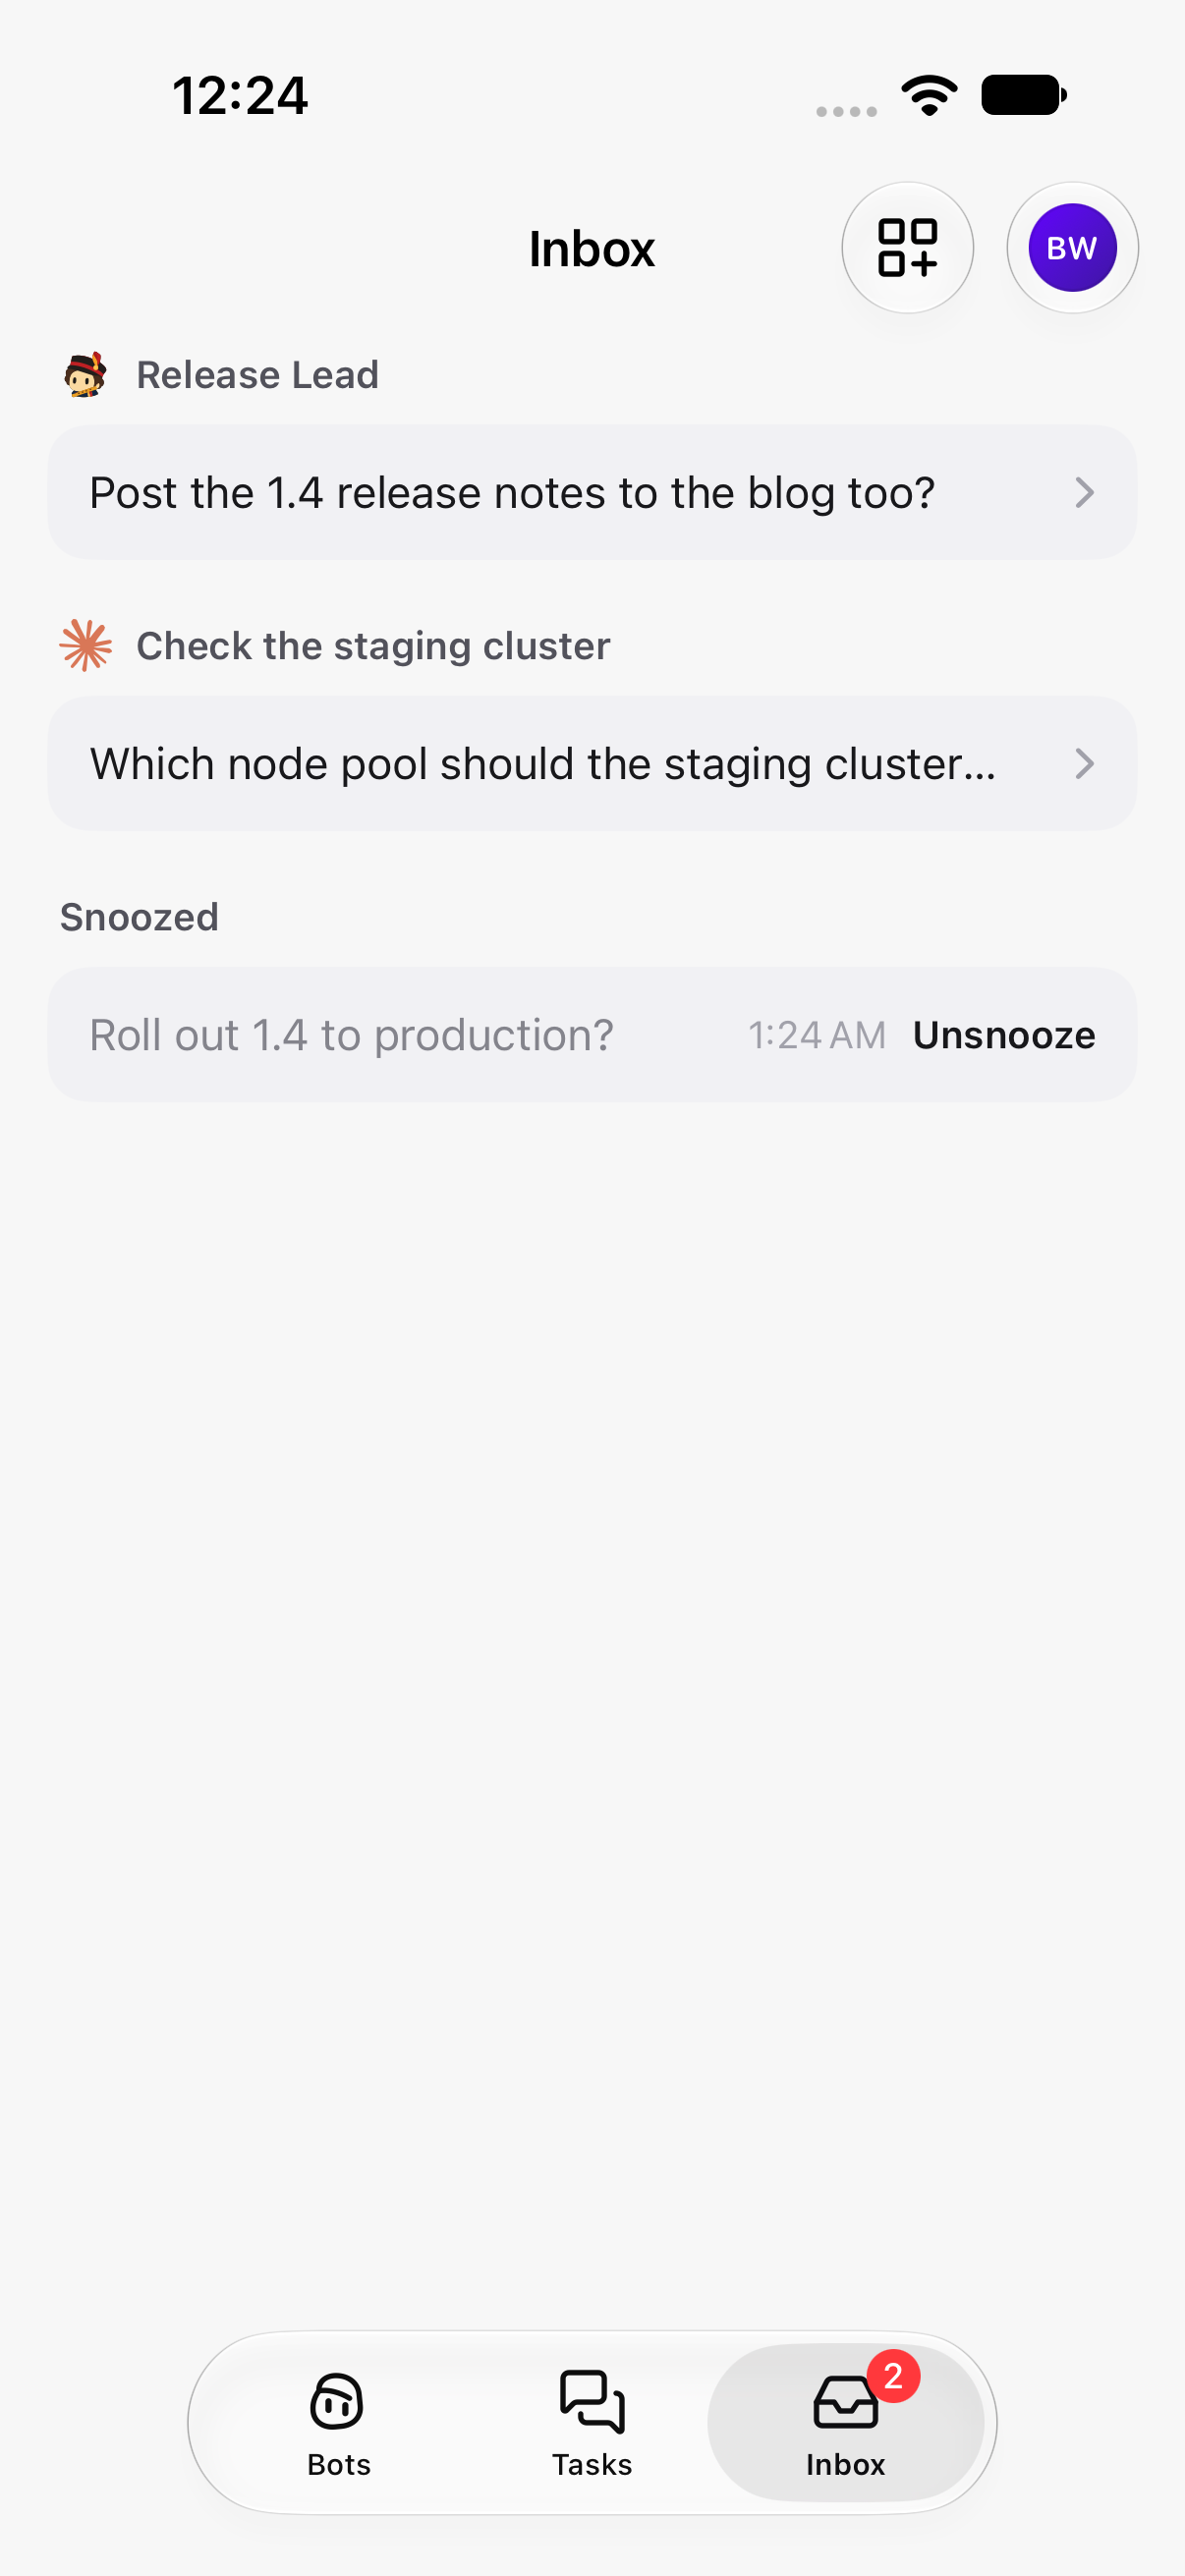 12:24
Inbox
BW
Release Lead
Post the 1.4 release notes to the blog too?
Check the staging cluster
Which node pool should the staging cluster...
Snoozed
Roll out 1.4 to production? 1:24 AM Unsnooze
2
Bots Tasks Inbox